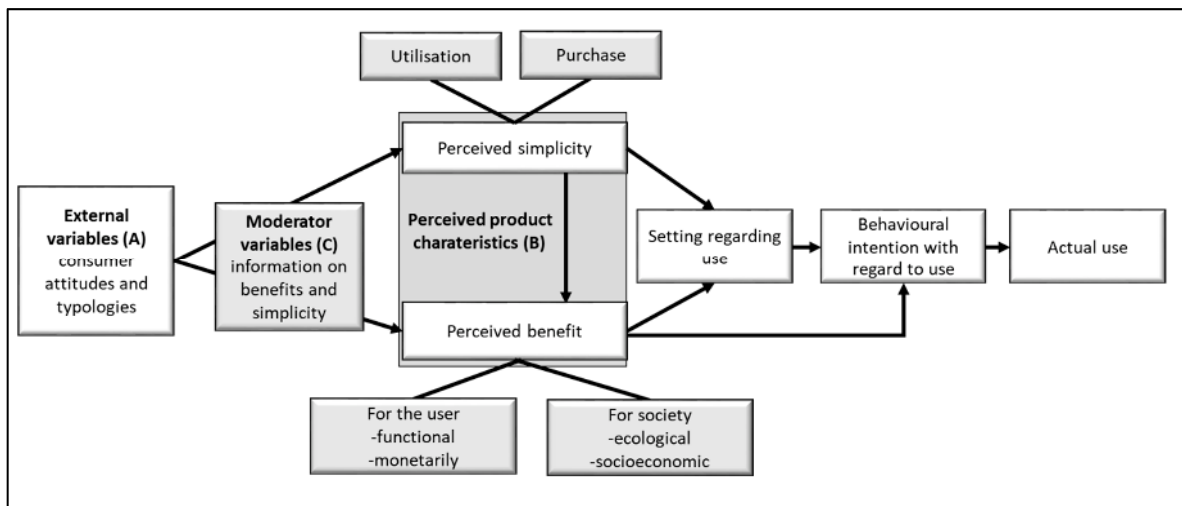 Utilisation
Purchase
Perceived simplicity
External
variables (A)
consumer
attitudes and
typologies
Moderator
variables (C)
information on
benefits and
simplicity
Perceived product
charateristics (B)
Setting regarding
use
Behavioural
intention with
regard to use
Actual use
Perceived benefit
For the user
-functional
-monetarily
For society
-ecological
-socioeconomic